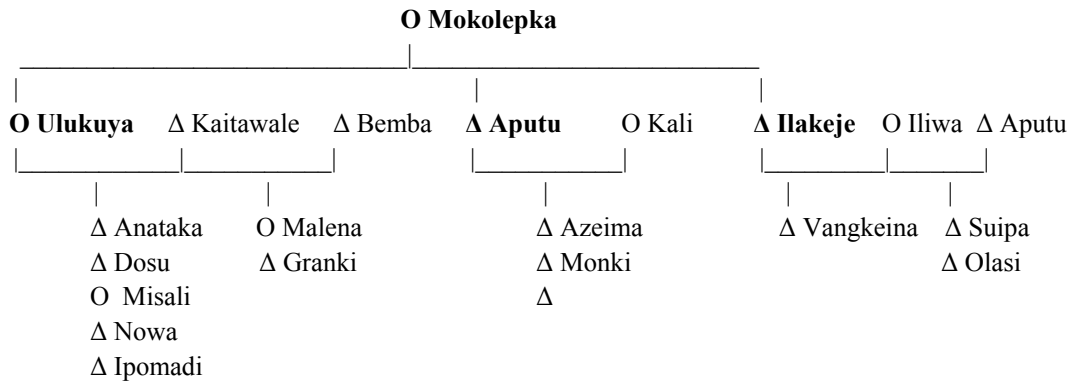 O Mokolepka
O Ulukuya Δ Kaitawale Δ Bemba Δ Aputu O Kali Δ Ilakeje O Iliwa Δ Aputu
Δ Anataka O Malena Δ Azeima Δ Vangkeina Δ Suipa
Δ Dosu Δ Granki Δ Monki Δ Olasi
O Misali Δ
Δ Nowa
Δ Ipomadi